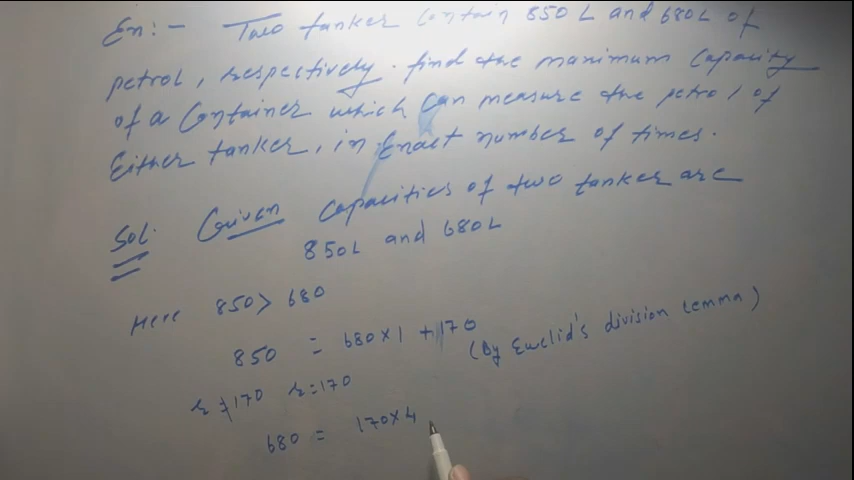 En:- Two tanker contain 850 L and 680L of
petrol, respectively. find the maximum capacity
of a container which can measure the petrol of
Either tanker, in Exact number of times.
Sol. Given Capacities of two tanker are
850L and 680L
Here 850 > 680
850 = 680×1 + 170
(By Euclid's division lemma)
r ≠ 170 r = 170
680 = 170×4